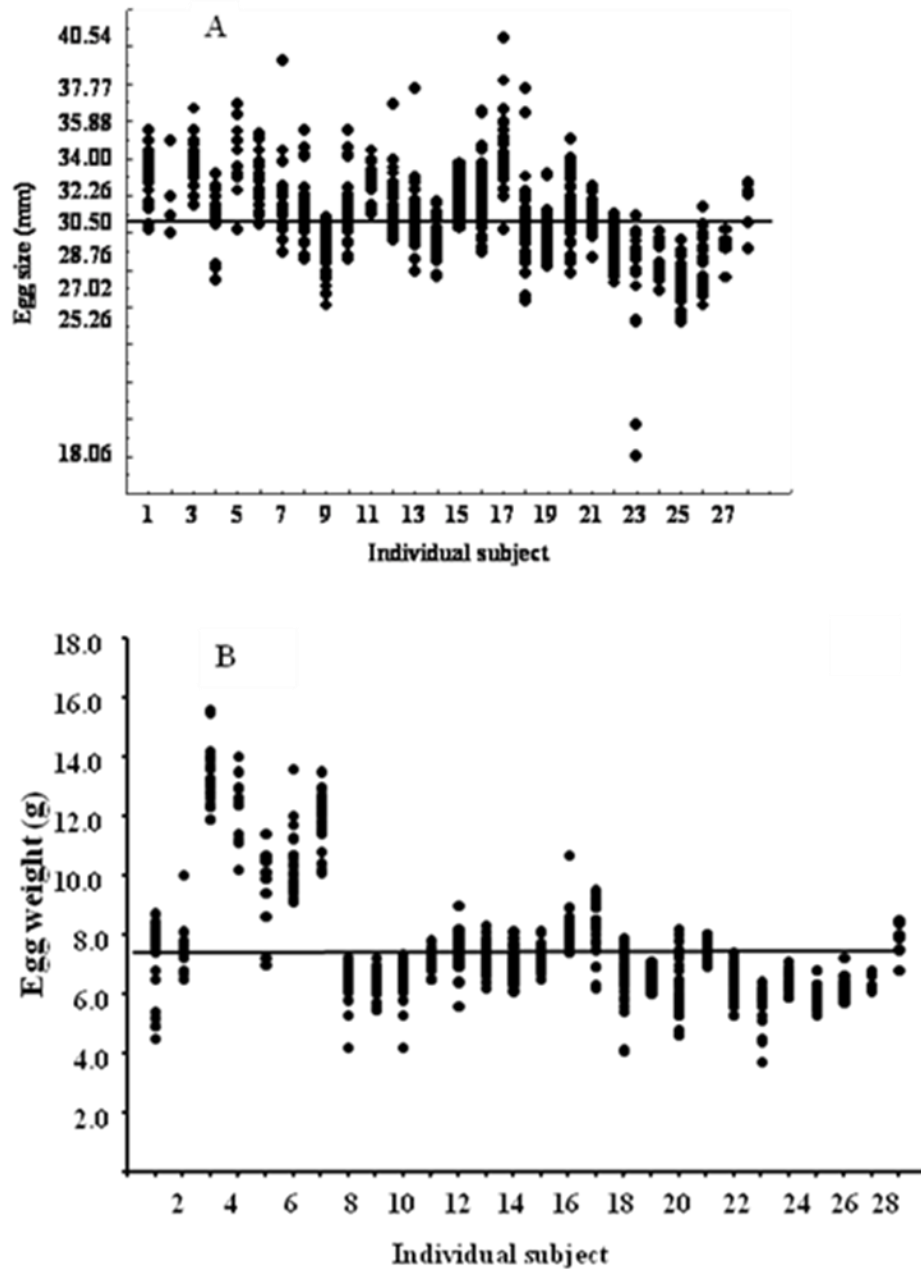 A
40.54
37.77
35.88
34.00
32.26
30.50
28.76
27.02
25.26
18.06
Egg size (mm)
1 3 5 7 9 11 13 15 17 19 21 23 25 27
Individual subject
B
18.0
16.0
14.0
12.0
10.0
8.0
6.0
4.0
2.0
Egg weight (g)
2 4 6 8 10 12 14 16 18 20 22 24 26 28
Individual subject